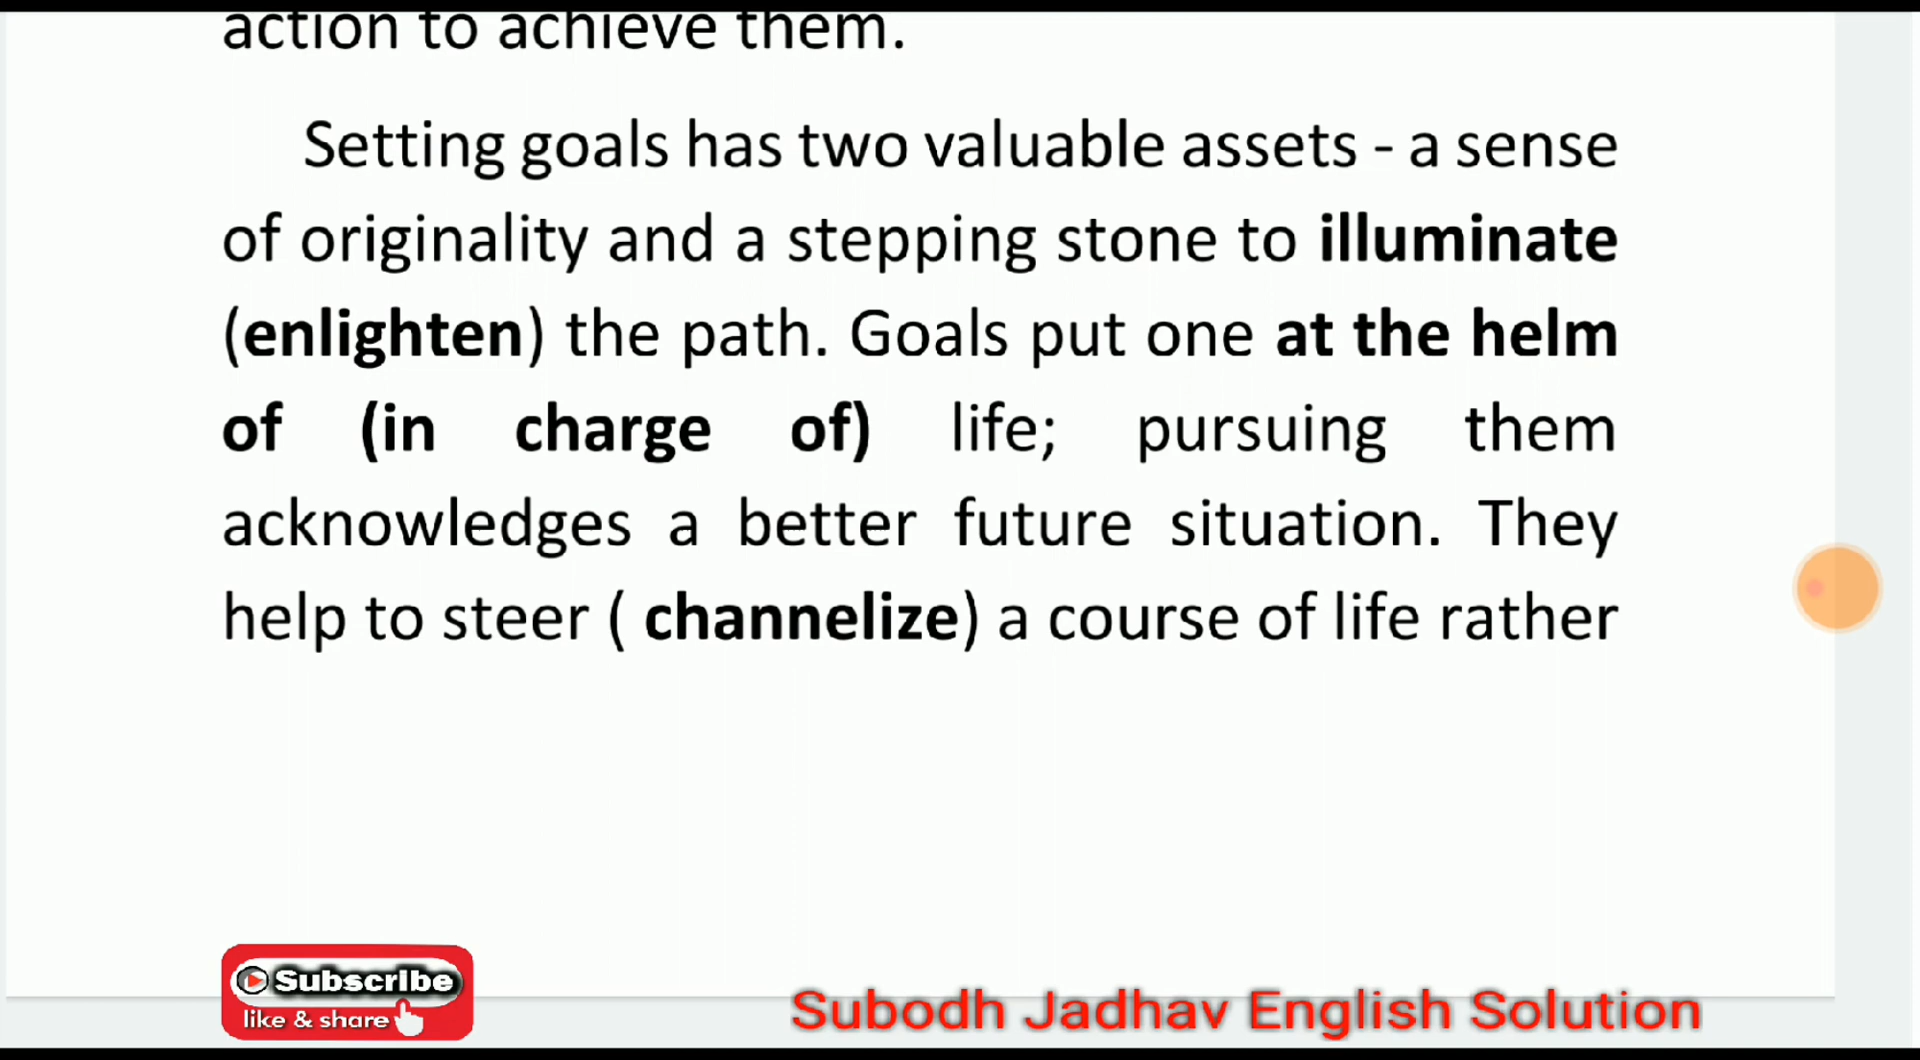 action to achieve them.
Setting goals has two valuable assets - a sense
of originality and a stepping stone to illuminate
(enlighten) the path. Goals put one at the helm
of (in charge of) life; pursuing them
acknowledges a better future situation. They
help to steer ( channelize) a course of life rather
Subscribe
like & share
Subodh Jadhav English Solution